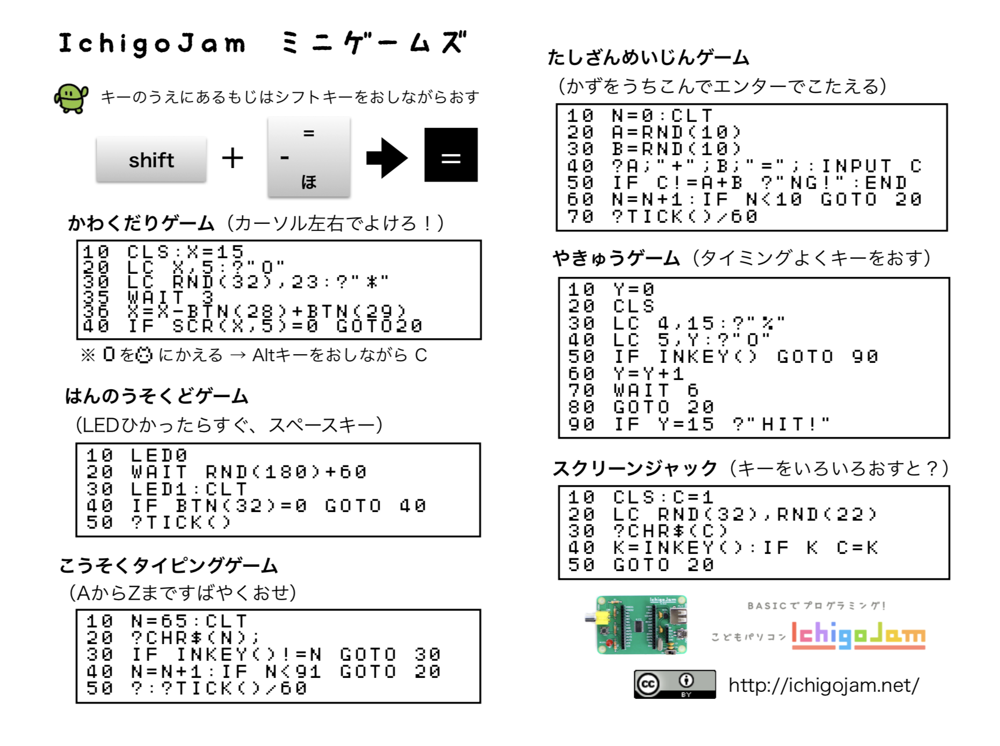 IchigoJam ミニゲームズ
キーのうえにあるもじはシフトキーをおしながらおす
shift + = - ほ =
かわくだりゲーム（カーソル左右でよけろ！）
10 CLS:X=15
20 LC X,5:?"O"
30 LC RND(32),23:?"*"
35 WAIT 3
36 X=X-BTN(28)+BTN(29)
40 IF SCR(X,5)=0 GOTO20
※ O を にかえる → Altキーをおしながら C
はんのうそくどゲーム
（LEDひかったらすぐ、スペースキー）
10 LED0
20 WAIT RND(180)+60
30 LED1:CLT
40 IF BTN(32)=0 GOTO 40
50 ?TICK()
こうそくタイピングゲーム
（AからZまですばやくおせ）
10 N=65:CLT
20 ?CHR$(N);
30 IF INKEY()!=N GOTO 30
40 N=N+1:IF N<91 GOTO 20
50 ?:?TICK()/60
たしざんめいじんゲーム
（かずをうちこんでエンターでこたえる）
10 N=0:CLT
20 A=RND(10)
30 B=RND(10)
40 ?A;"+";B;"=";:INPUT C
50 IF C!=A+B ?"NG!":END
60 N=N+1:IF N<10 GOTO 20
70 ?TICK()/60
やきゅうゲーム（タイミングよくキーをおす）
10 Y=0
20 CLS
30 LC 4,15:?"%"
40 LC 5,Y:?"O"
50 IF INKEY() GOTO 90
60 Y=Y+1
70 WAIT 6
80 GOTO 20
90 IF Y=15 ?"HIT!"
スクリーンジャック（キーをいろいろおすと？）
10 CLS:C=1
20 LC RND(32),RND(22)
30 ?CHR$(C)
40 K=INKEY():IF K C=K
50 GOTO 20
IchigoJam
BASICでプログラミング！
こどもパソコン IchigoJam
cc BY
http://ichigojam.net/